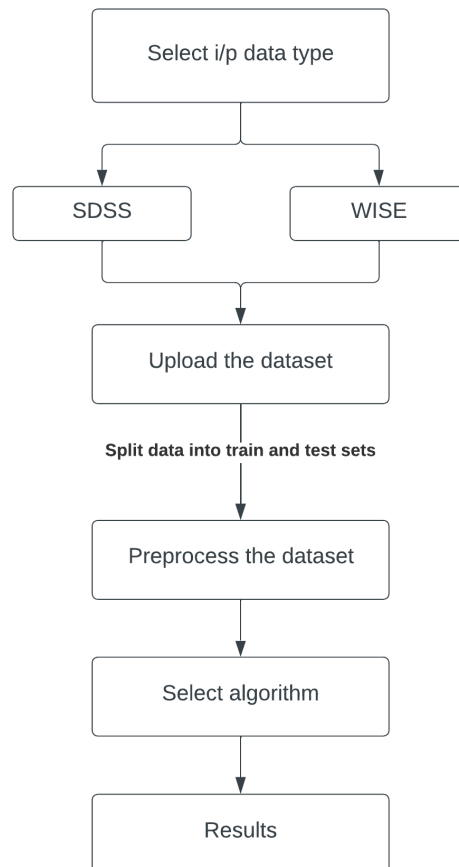 Select i/p data type
SDSS
WISE
Upload the dataset
Split data into train and test sets
Preprocess the dataset
Select algorithm
Results